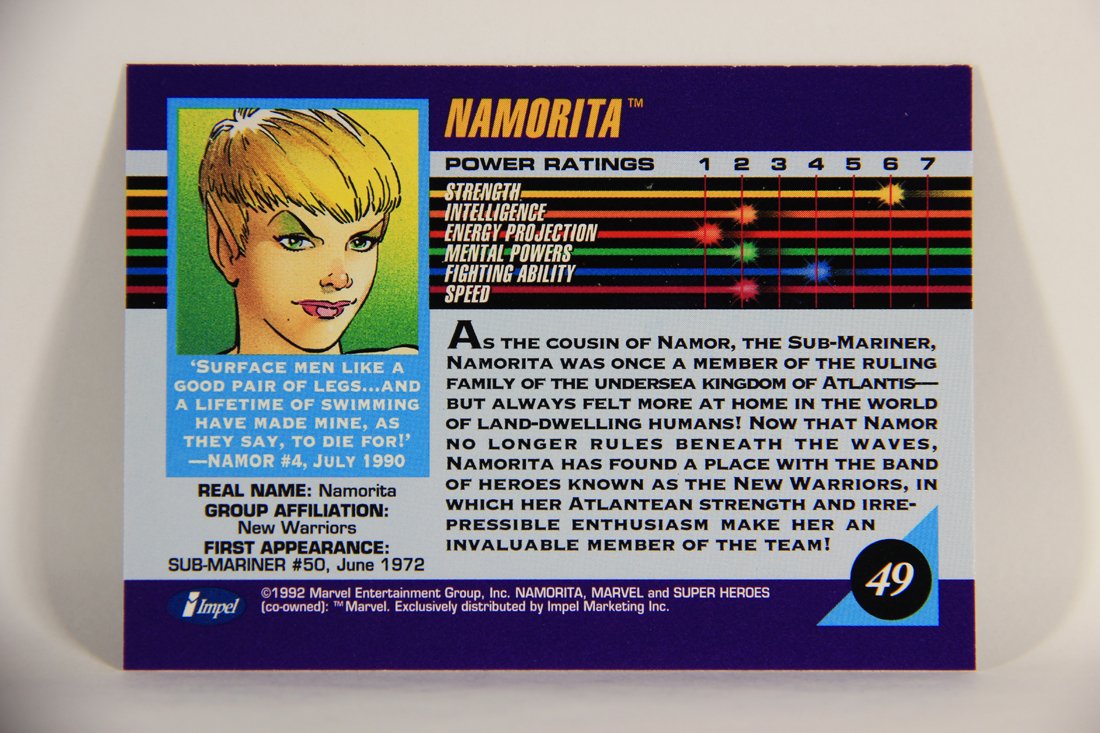 NAMORITA™
POWER RATINGS 1 2 3 4 5 6 7
STRENGTH
INTELLIGENCE
ENERGY PROJECTION
MENTAL POWERS
FIGHTING ABILITY
SPEED
'SURFACE MEN LIKE A
GOOD PAIR OF LEGS...AND
A LIFETIME OF SWIMMING
HAVE MADE MINE, AS
THEY SAY, TO DIE FOR!'
—NAMOR #4, JULY 1990
REAL NAME: Namorita
GROUP AFFILIATION:
New Warriors
FIRST APPEARANCE:
SUB-MARINER #50, June 1972
AS THE COUSIN OF NAMOR, THE SUB-MARINER,
NAMORITA WAS ONCE A MEMBER OF THE RULING
FAMILY OF THE UNDERSEA KINGDOM OF ATLANTIS—
BUT ALWAYS FELT MORE AT HOME IN THE WORLD
OF LAND-DWELLING HUMANS! NOW THAT NAMOR
NO LONGER RULES BENEATH THE WAVES,
NAMORITA HAS FOUND A PLACE WITH THE BAND
OF HEROES KNOWN AS THE NEW WARRIORS, IN
WHICH HER ATLANTEAN STRENGTH AND IRRE-
PRESSIBLE ENTHUSIASM MAKE HER AN
INVALUABLE MEMBER OF THE TEAM!
49
Impel
©1992 Marvel Entertainment Group, Inc. NAMORITA, MARVEL and SUPER HEROES
(co-owned): ™Marvel. Exclusively distributed by Impel Marketing Inc.